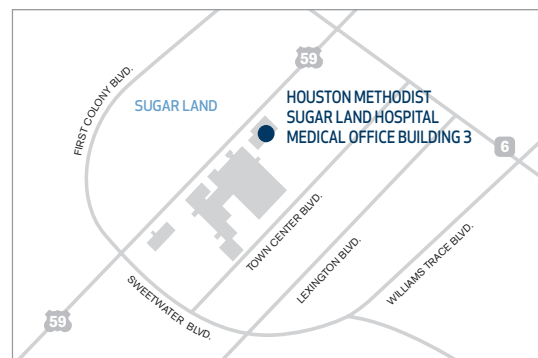 59
FIRST COLONY BLVD.
SUGAR LAND
HOUSTON METHODIST
SUGAR LAND HOSPITAL
MEDICAL OFFICE BUILDING 3
6
TOWN CENTER BLVD.
LEXINGTON BLVD.
WILLIAMS TRACE BLVD.
SWEETWATER BLVD.
59